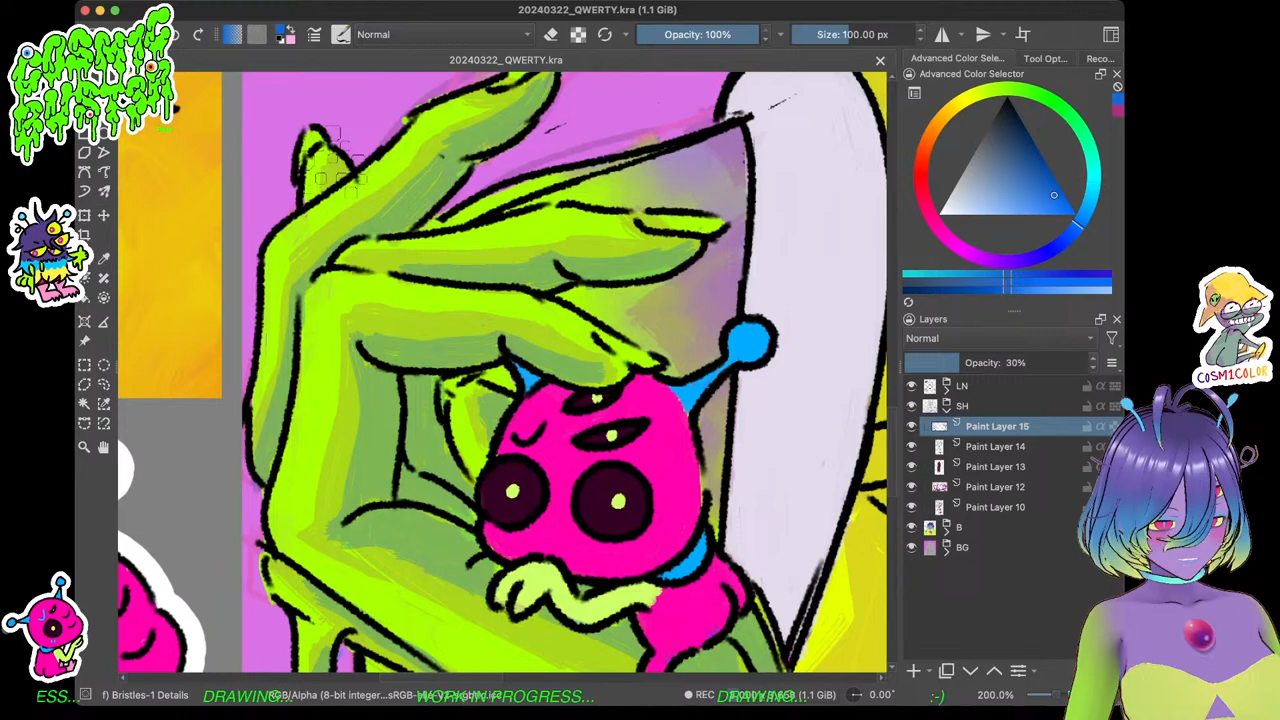 20240322_QWERTY.kra (1.1 GiB)
Normal
Opacity: 100%
Size: 100.00 px
20240322_QWERTY.kra
Advanced Color Sele...
Tool Opt...
Reco...
Advanced Color Selector
Layers
Normal
Opacity: 30%
LN
SH
Paint Layer 15
Paint Layer 14
Paint Layer 13
Paint Layer 12
Paint Layer 10
B
BG
COSM1COLOR
f) Bristles-1 Details
REC
0.00°
200.0%
ESS...
DRAWING...
WORK IN PROGRESS...
DRAWING...
:-)